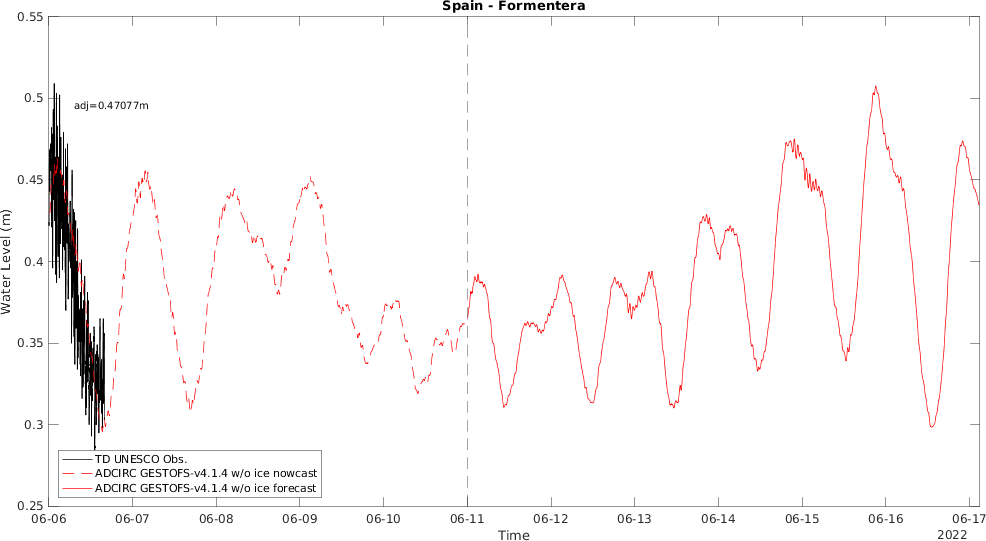 Spain - Formentera
0.55
0.5
adj=0.47077m
0.45
0.4
Water Level (m)
0.35
0.3
TD UNESCO Obs.
ADCIRC GESTOFS-v4.1.4 w/o ice nowcast
ADCIRC GESTOFS-v4.1.4 w/o ice forecast
0.25
06-06 06-07 06-08 06-09 06-10 06-11 06-12 06-13 06-14 06-15 06-16 06-17
Time
2022